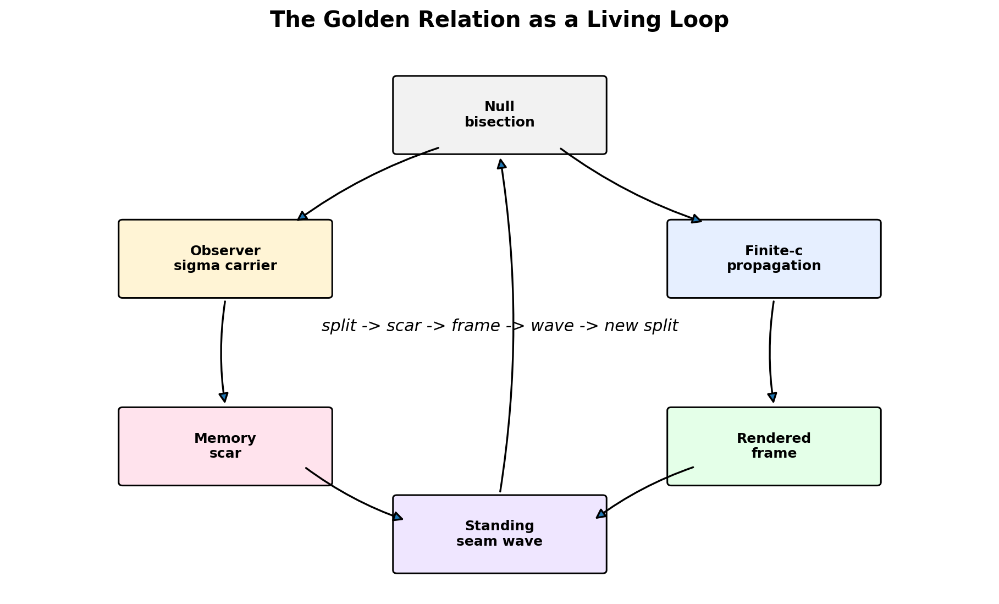 The Golden Relation as a Living Loop
Null
bisection
Observer
sigma carrier
Finite-c
propagation
split -> scar -> frame -> wave -> new split
Memory
scar
Rendered
frame
Standing
seam wave